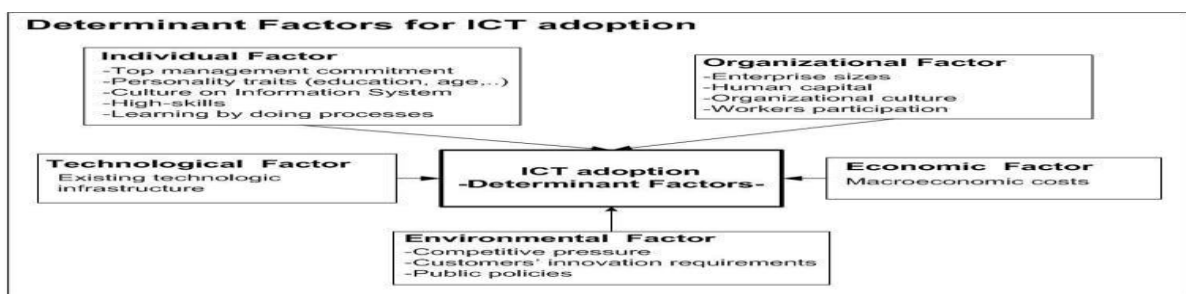 Determinant Factors for ICT adoption
Individual Factor
-Top management commitment
-Personality traits (education, age,..)
-Culture on Information System
-High-skills
-Learning by doing processes
Organizational Factor
-Enterprise sizes
-Human capital
-Organizational culture
-Workers participation
Technological Factor
Existing technologic
infrastructure
ICT adoption
-Determinant Factors-
Economic Factor
Macroeconomic costs
Environmental Factor
-Competitive pressure
-Customers' innovation requirements
-Public policies